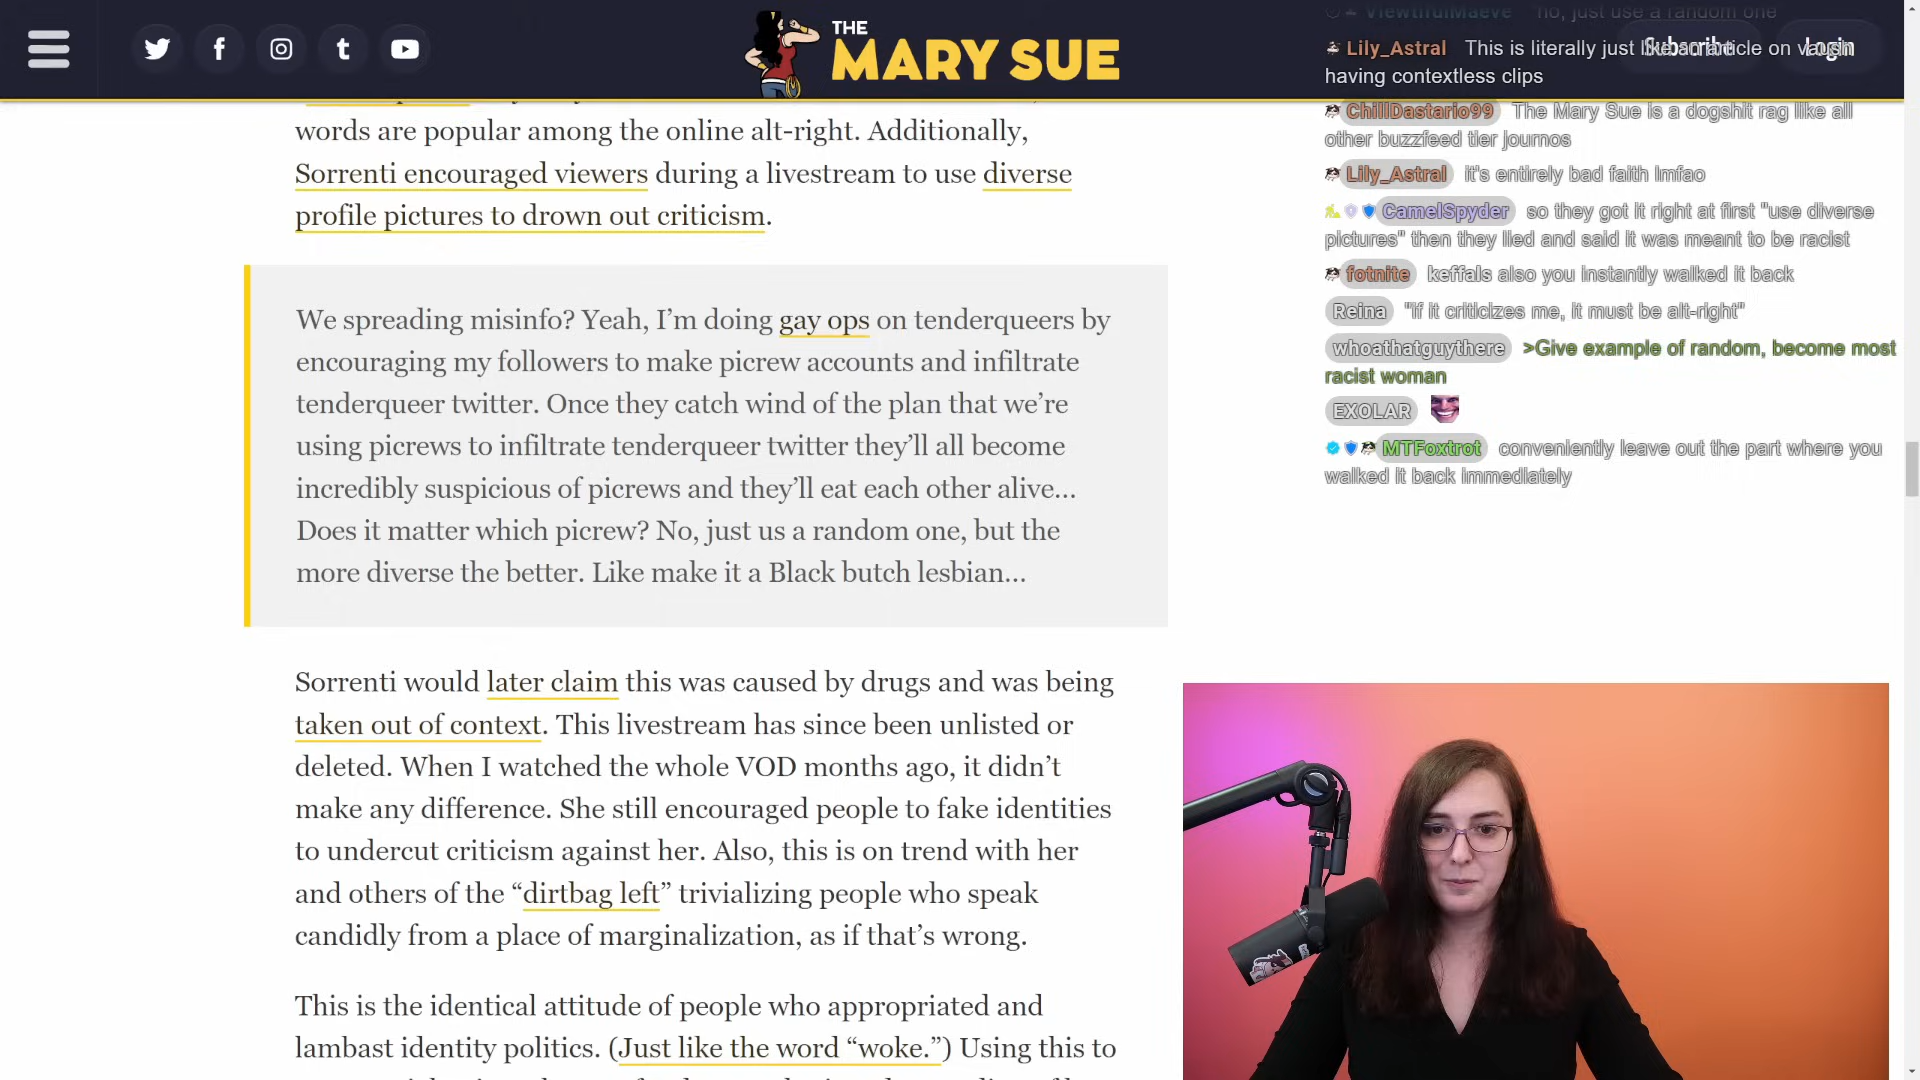 THE
MARY SUE
Subscribe
Login
words are popular among the online alt-right. Additionally,
Sorrenti encouraged viewers during a livestream to use diverse
profile pictures to drown out criticism.
We spreading misinfo? Yeah, I’m doing gay ops on tenderqueers by
encouraging my followers to make picrew accounts and infiltrate
tenderqueer twitter. Once they catch wind of the plan that we’re
using picrews to infiltrate tenderqueer twitter they’ll all become
incredibly suspicious of picrews and they’ll eat each other alive…
Does it matter which picrew? No, just us a random one, but the
more diverse the better. Like make it a Black butch lesbian…
Sorrenti would later claim this was caused by drugs and was being
taken out of context. This livestream has since been unlisted or
deleted. When I watched the whole VOD months ago, it didn’t
make any difference. She still encouraged people to fake identities
to undercut criticism against her. Also, this is on trend with her
and others of the “dirtbag left” trivializing people who speak
candidly from a place of marginalization, as if that’s wrong.
This is the identical attitude of people who appropriated and
lambast identity politics. (Just like the word “woke.”) Using this to
ViewtifulMaeve no, just use a random one
Lily_Astral This is literally just like an article on vaush
having contextless clips
ChillDastario99 The Mary Sue is a dogshit rag like all
other buzzfeed tier journos
Lily_Astral it's entirely bad faith lmfao
CamelSpyder so they got it right at first "use diverse
pictures" then they lied and said it was meant to be racist
fotnite keffals also you instantly walked it back
Reina "if it criticizes me, it must be alt-right"
whoathatguythere >Give example of random, become most
racist woman
EXOLAR
MTFoxtrot conveniently leave out the part where you
walked it back immediately